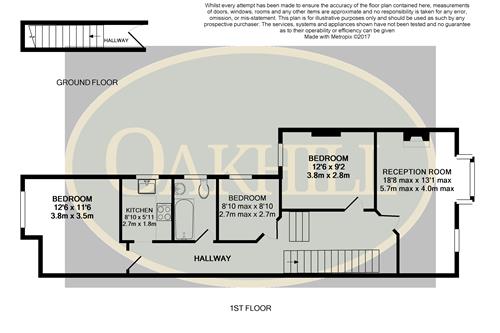 Whilst every attempt has been made to ensure the accuracy of the floor plan contained here, measurements
of doors, windows, rooms and any other items are approximate and no responsibility is taken for any error,
omission, or mis-statement. This plan is for illustrative purposes only and should be used as such by any
prospective purchaser. The services, systems and appliances shown have not been tested and no guarantee
as to their operability or efficiency can be given
Made with Metropix ©2017
HALLWAY
GROUND FLOOR
OAKHILL
BEDROOM
12'6 x 9'2
3.8m x 2.8m
RECEPTION ROOM
18'8 max x 13'1 max
5.7m max x 4.0m max
BEDROOM
12'6 x 11'6
3.8m x 3.5m
KITCHEN
8'10 x 5'11
2.7m x 1.8m
BEDROOM
8'10 max x 8'10
2.7m max x 2.7m
HALLWAY
1ST FLOOR